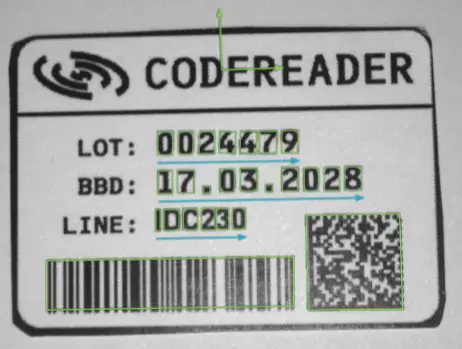 CODEREADER
LOT: 0024479
BBD: 17.03.2028
LINE: IDC230